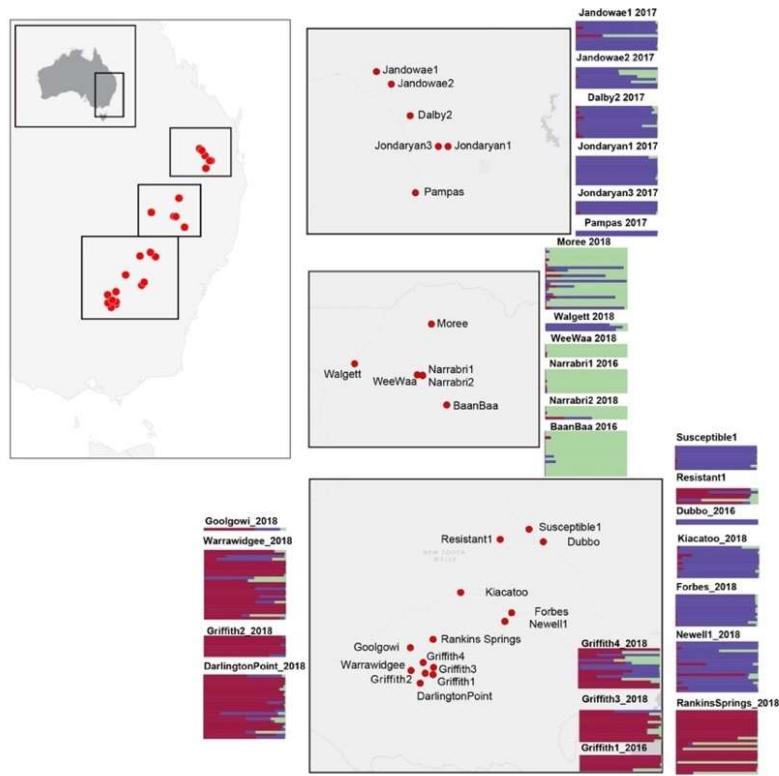 Jandowae1 2017
Jandowae2 2017
Dalby2 2017
Jondaryan1 2017
Jondaryan3 2017
Pampas 2017
Jandowae1
Jandowae2
Dalby2
Jondaryan3
Jondaryan1
Pampas
Moree 2018
Walgett 2018
WeeWaa 2018
Narrabri1 2016
Narrabri2 2018
BaanBaa 2016
Moree
Walgett
Narrabri1
WeeWaa
Narrabri2
BaanBaa
Susceptible1
Resistant1
Dubbo_2016
Kiacatoo_2018
Forbes_2018
Newell1_2018
RankinsSprings_2018
Goolgowi_2018
Warrawidgee_2018
Griffith2_2018
DarlingtonPoint_2018
Susceptible1
Resistant1
Dubbo
NEW SOUTH
WALES
Kiacatoo
Forbes
Newell1
Rankins Springs
Goolgowi
Griffith4
Warrawidgee
Griffith3
Griffith2
Griffith1
DarlingtonPoint
Griffith4_2018
Griffith3_2018
Griffith1_2016